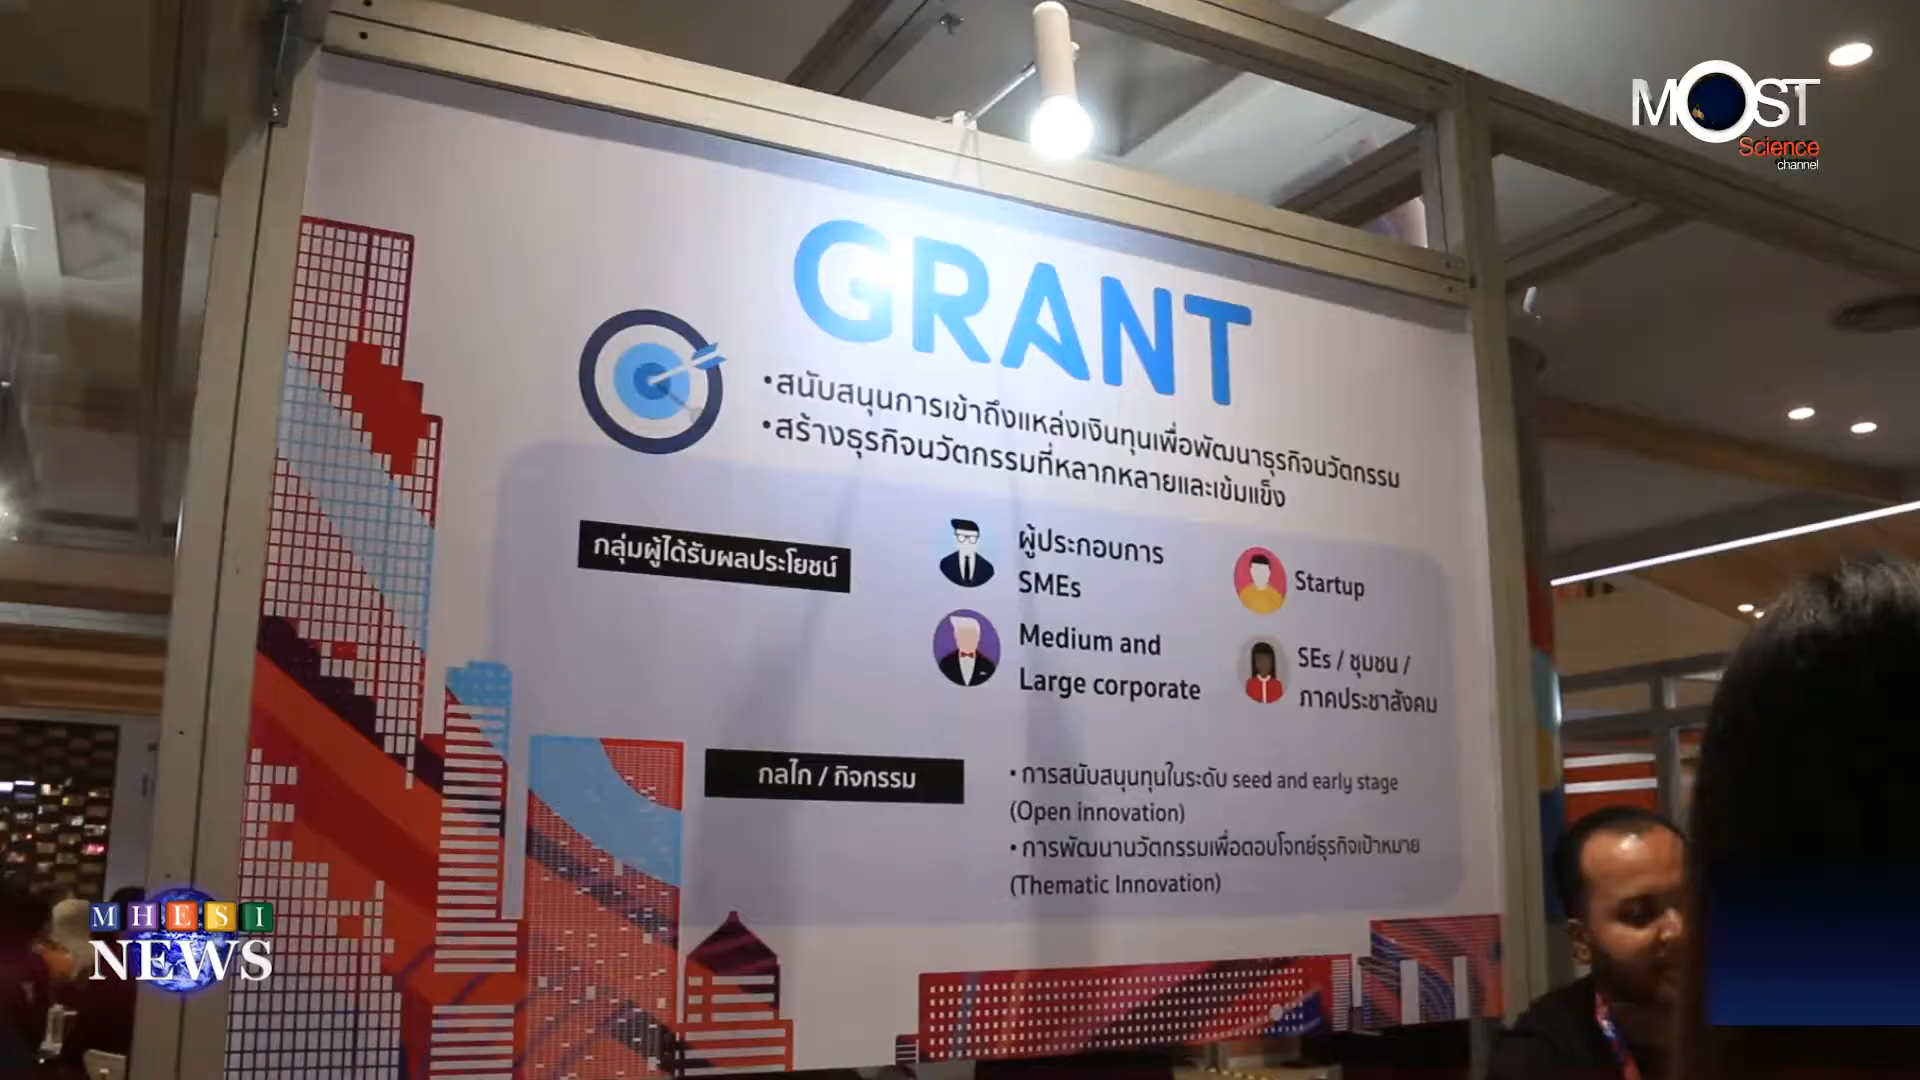 MOST
Science
channel
GRANT
•สนับสนุนการเข้าถึงแหล่งเงินทุนเพื่อพัฒนาธุรกิจนวัตกรรม
•สร้างธุรกิจนวัตกรรมที่หลากหลายและเข้มแข็ง
กลุ่มผู้ได้รับผลประโยชน์
ผู้ประกอบการ
SMEs
Startup
Medium and
Large corporate
SEs / ชุมชน /
ภาคประชาสังคม
กลไก / กิจกรรม
• การสนับสนุนทุนในระดับ seed and early stage
(Open innovation)
• การพัฒนานวัตกรรมเพื่อตอบโจทย์ธุรกิจเป้าหมาย
(Thematic Innovation)
MHESI
NEWS